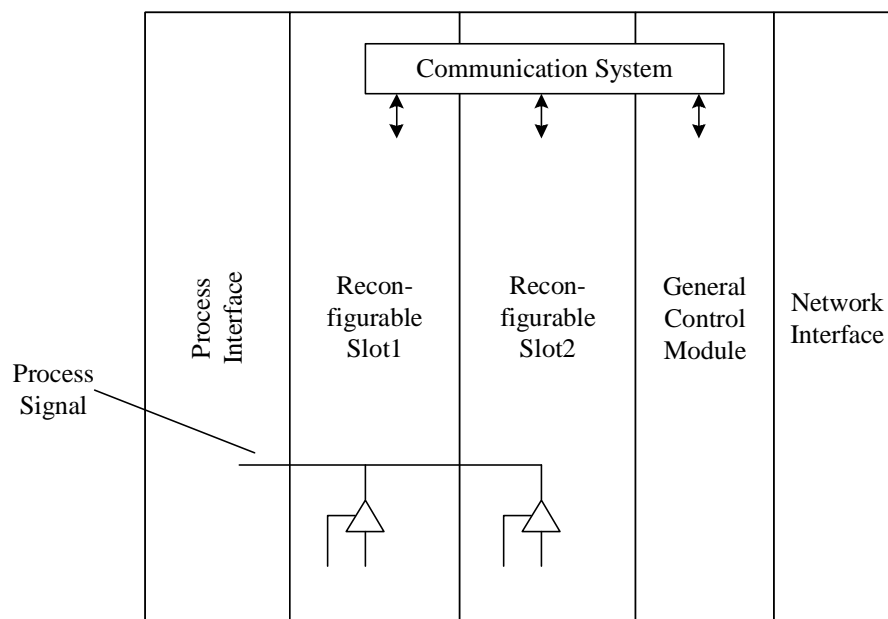 Communication System
Process
Interface
Recon-
figurable
Slot1
Recon-
figurable
Slot2
General
Control
Module
Network
Interface
Process
Signal